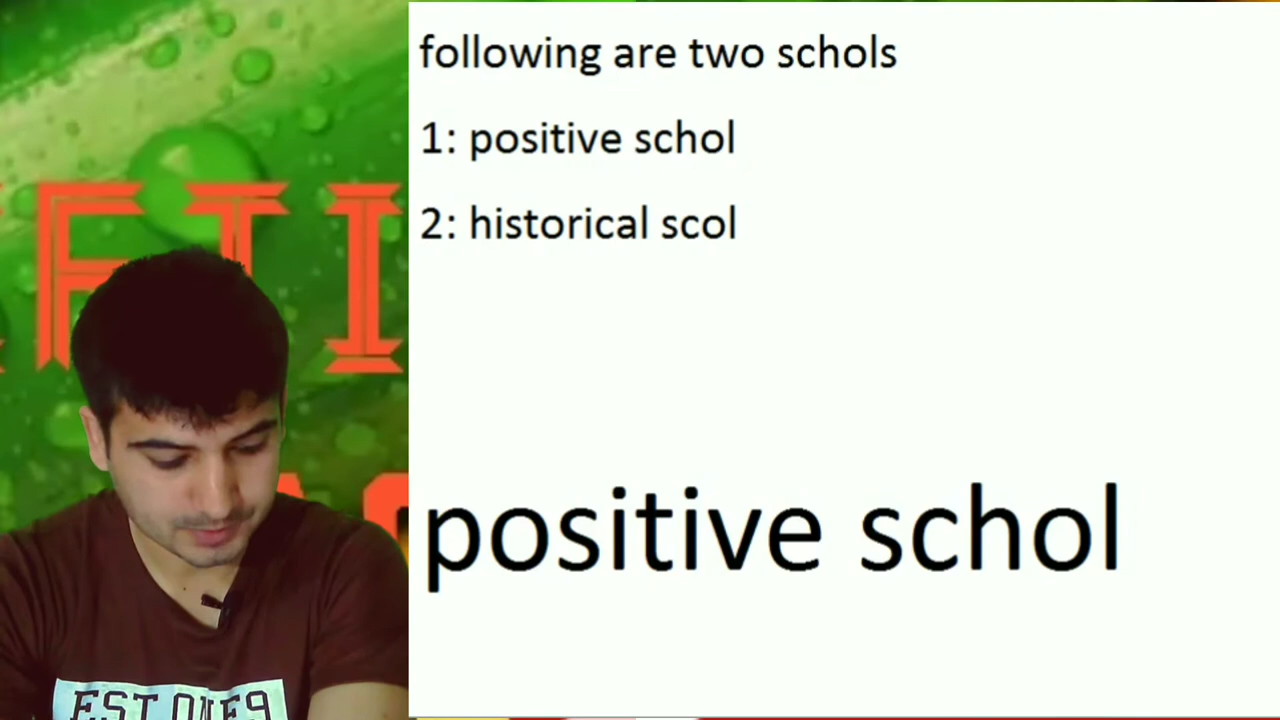 following are two schols
1: positive schol
2: historical scol
positive schol